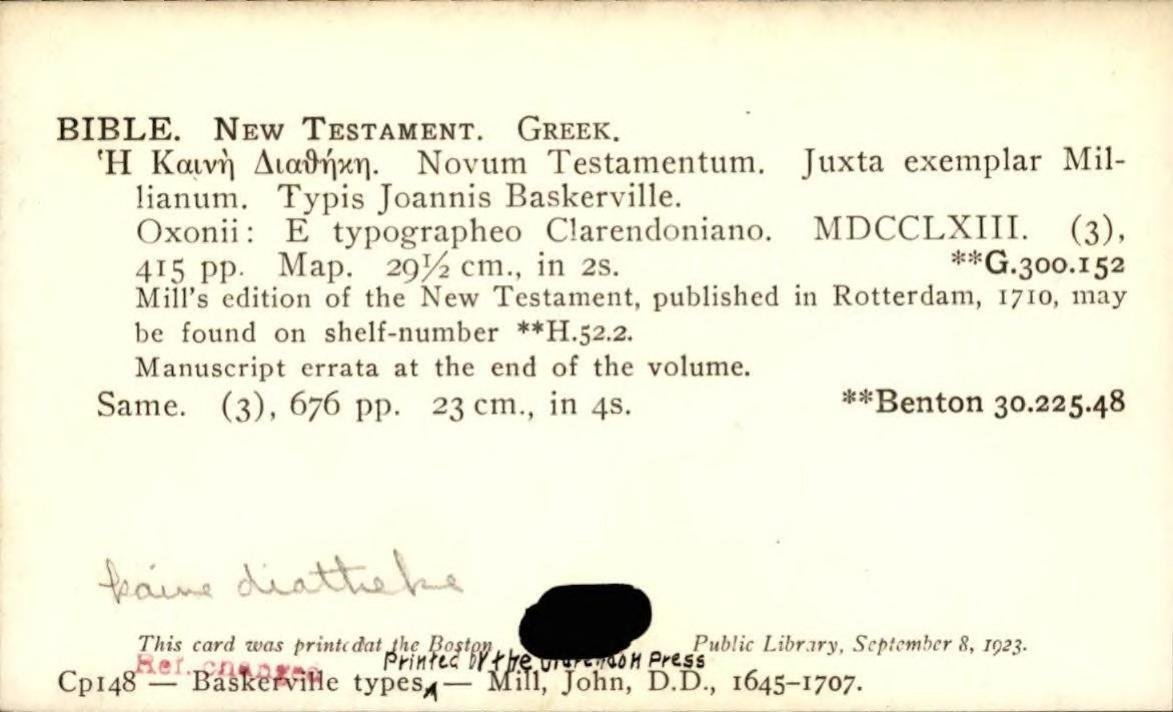 BIBLE. NEW TESTAMENT. GREEK.
Ἡ Καινὴ Διαθήκη. Novum Testamentum. Juxta exemplar Mil-
lianum. Typis Joannis Baskerville.
Oxonii: E typographeo Clarendoniano. MDCCLXIII. (3),
415 pp. Map. 29½ cm., in 2s. **G.300.152
Mill's edition of the New Testament, published in Rotterdam, 1710, may
be found on shelf-number **H.52.2.
Manuscript errata at the end of the volume.
Same. (3), 676 pp. 23 cm., in 4s. **Benton 30.225.48
kaine diatheke
This card was printed at the Boston Public Library, September 8, 1923.
Ref. changed
Printed by the Clarendon Press
Cp148 — Baskerville types — Mill, John, D.D., 1645–1707.